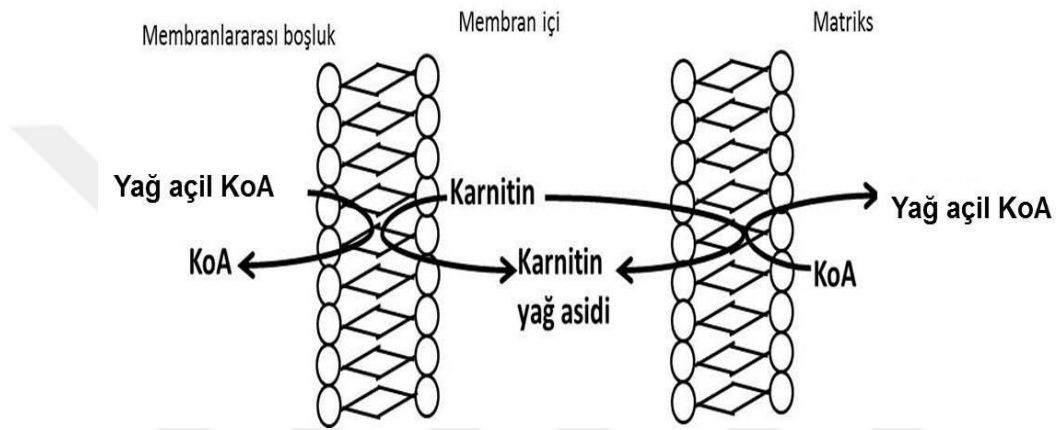 Membranlararası boşluk
Membran içi
Matriks
Yağ açil KoA
Karnitin
Yağ açil KoA
KoA
Karnitin
yağ asidi
KoA